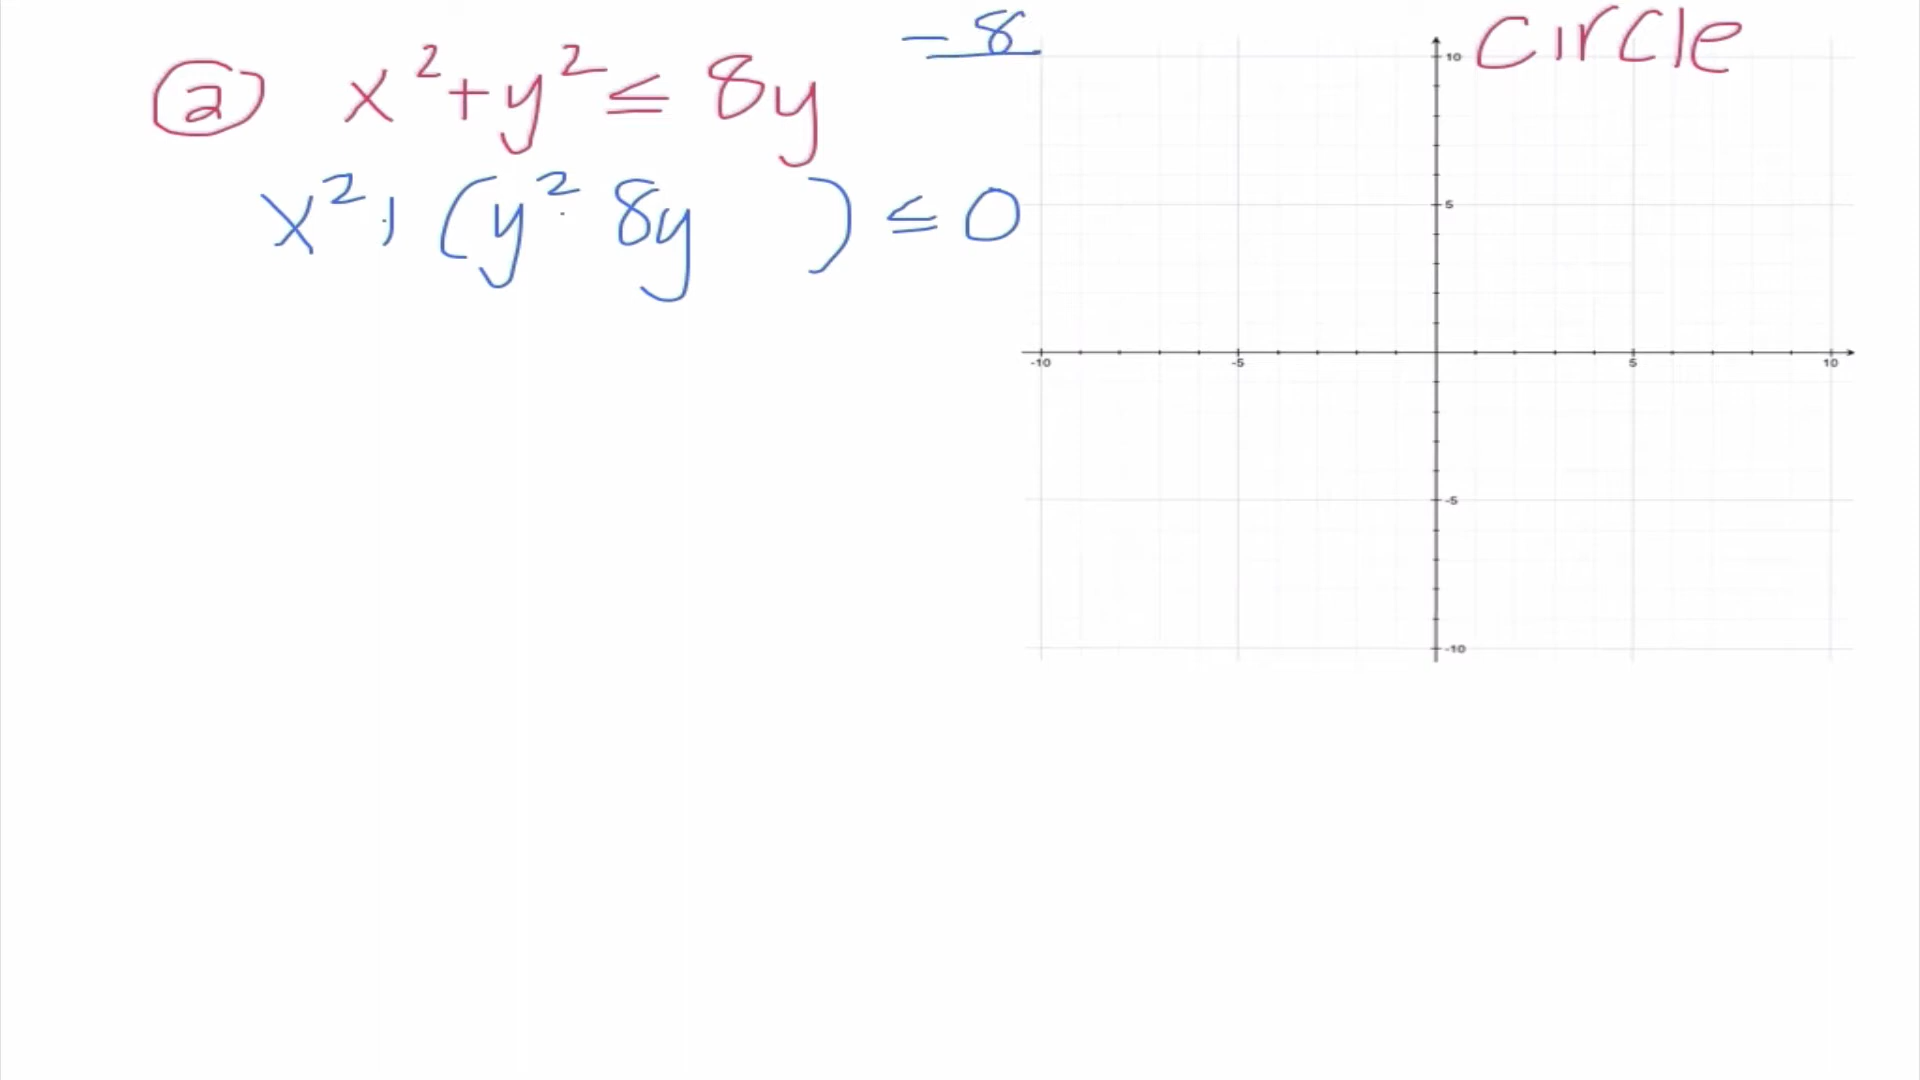 ② x² + y² ≤ 8y
-8
circle
x² + (y² 8y ) ≤ 0
10
5
-10 -5 5 10
-5
-10